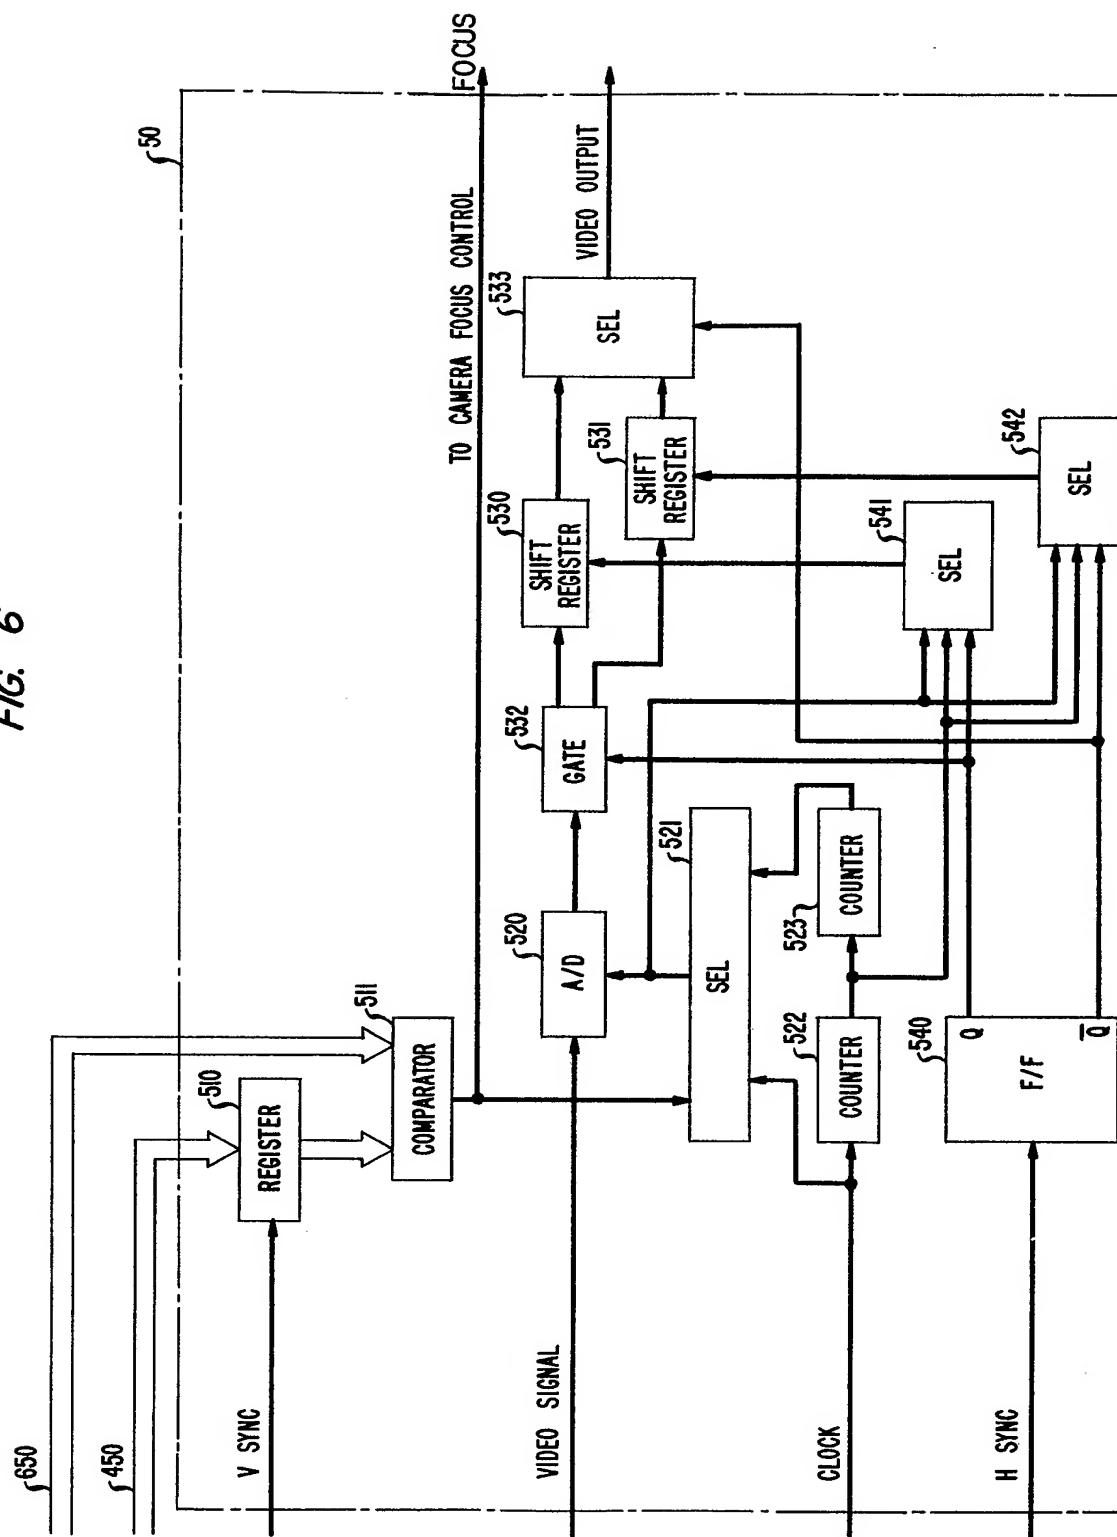 FIG. 6
650
450
50
V SYNC
510
REGISTER
511
COMPARATOR
TO CAMERA FOCUS CONTROL
FOCUS
VIDEO SIGNAL
520
A/D
532
GATE
530
SHIFT
REGISTER
531
SHIFT
REGISTER
533
SEL
VIDEO OUTPUT
521
SEL
CLOCK
522
COUNTER
523
COUNTER
541
SEL
542
SEL
H SYNC
540
F/F
Q
Q̅